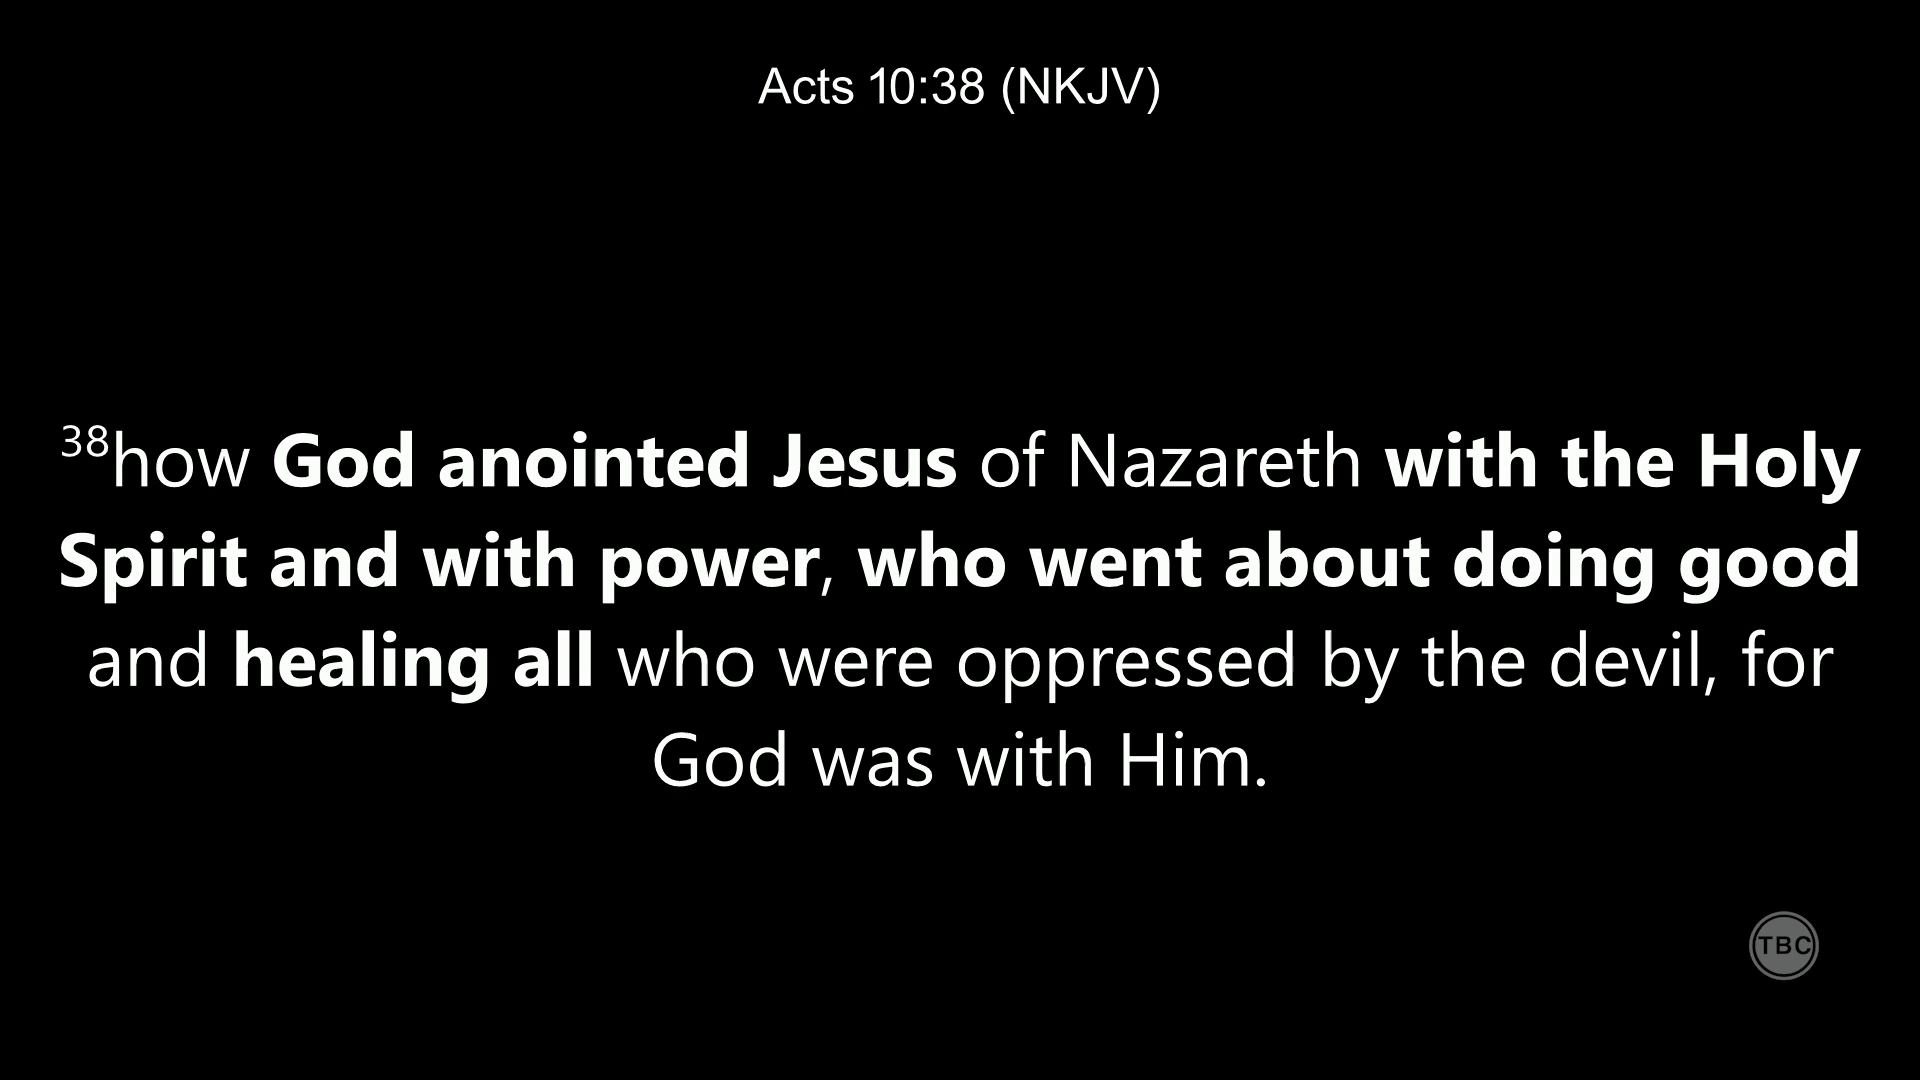 Acts 10:38 (NKJV)
38how God anointed Jesus of Nazareth with the Holy
Spirit and with power, who went about doing good
and healing all who were oppressed by the devil, for
God was with Him.
TBC